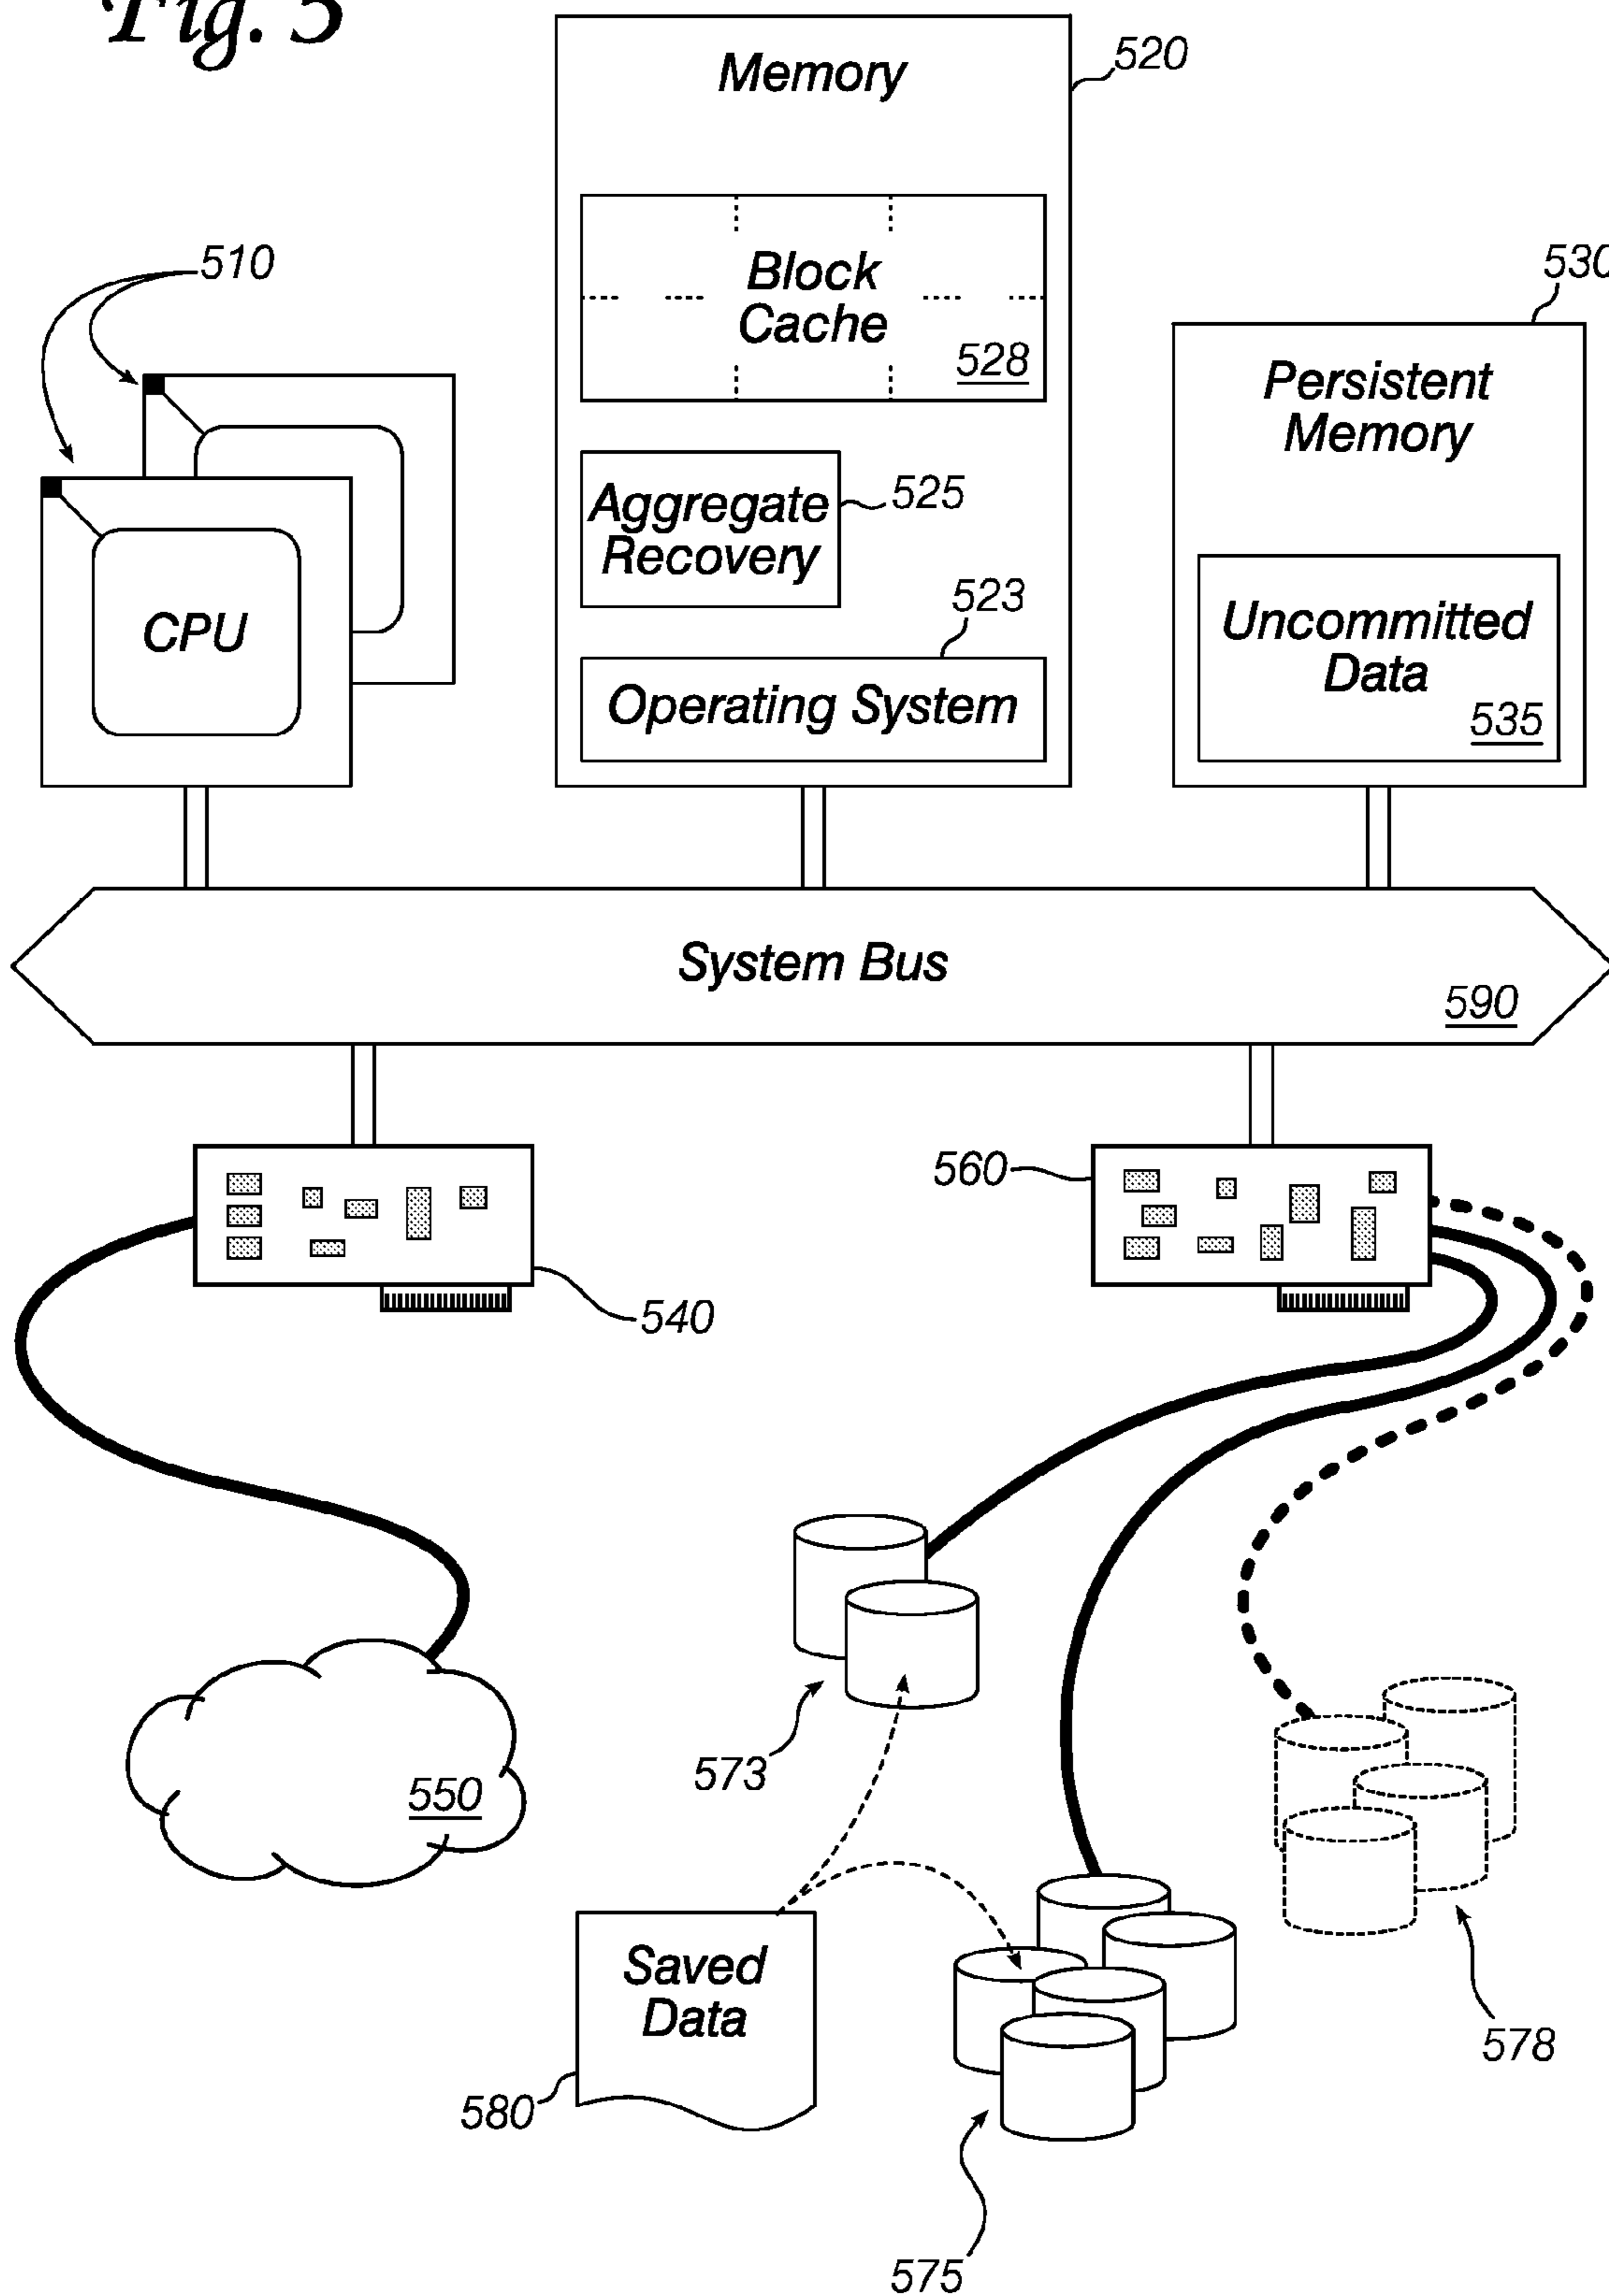 Fig. 5
Memory
520
Block
Cache
528
510
530
Persistent
Memory
Aggregate
Recovery
525
523
CPU
Uncommitted
Data
535
Operating System
System Bus
590
560
540
573
550
Saved
Data
578
580
575